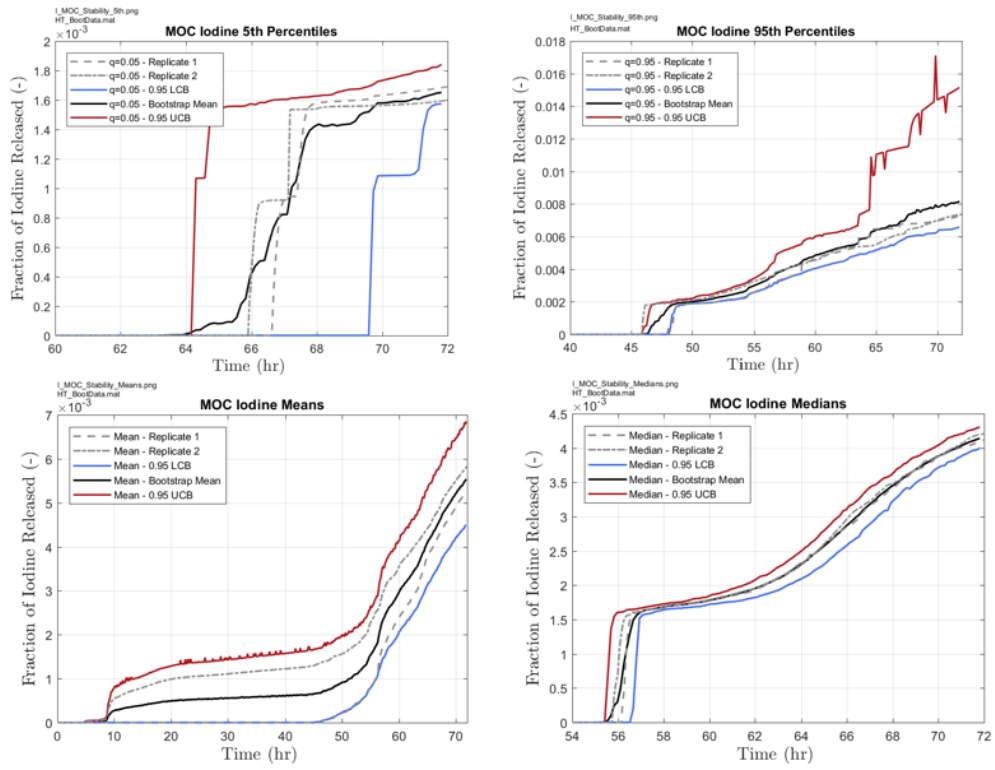 I_MOC_Stability_5th.png
HT_BootData.mat
×10⁻³
MOC Iodine 5th Percentiles
q=0.05 - Replicate 1
q=0.05 - Replicate 2
q=0.05 - 0.95 LCB
q=0.05 - Bootstrap Mean
q=0.05 - 0.95 UCB
Fraction of Iodine Released (-)
2
1.8
1.6
1.4
1.2
1
0.8
0.6
0.4
0.2
0
60 62 64 66 68 70 72
Time (hr)
I_MOC_Stability_95th.png
HT_BootData.mat
MOC Iodine 95th Percentiles
q=0.95 - Replicate 1
q=0.95 - Replicate 2
q=0.95 - 0.95 LCB
q=0.95 - Bootstrap Mean
q=0.95 - 0.95 UCB
Fraction of Iodine Released (-)
0.018
0.016
0.014
0.012
0.01
0.008
0.006
0.004
0.002
0
40 45 50 55 60 65 70
Time (hr)
I_MOC_Stability_Means.png
HT_BootData.mat
×10⁻³
MOC Iodine Means
Mean - Replicate 1
Mean - Replicate 2
Mean - 0.95 LCB
Mean - Bootstrap Mean
Mean - 0.95 UCB
Fraction of Iodine Released (-)
7
6
5
4
3
2
1
0
0 10 20 30 40 50 60 70
Time (hr)
I_MOC_Stability_Medians.png
HT_BootData.mat
×10⁻³
MOC Iodine Medians
Median - Replicate 1
Median - Replicate 2
Median - 0.95 LCB
Median - Bootstrap Mean
Median - 0.95 UCB
Fraction of Iodine Released (-)
4.5
4
3.5
3
2.5
2
1.5
1
0.5
0
54 56 58 60 62 64 66 68 70 72
Time (hr)